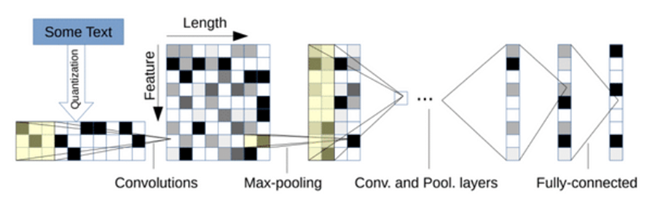 Some Text
Quantization
Length
Feature
...
Convolutions
Max-pooling
Conv. and Pool. layers
Fully-connected